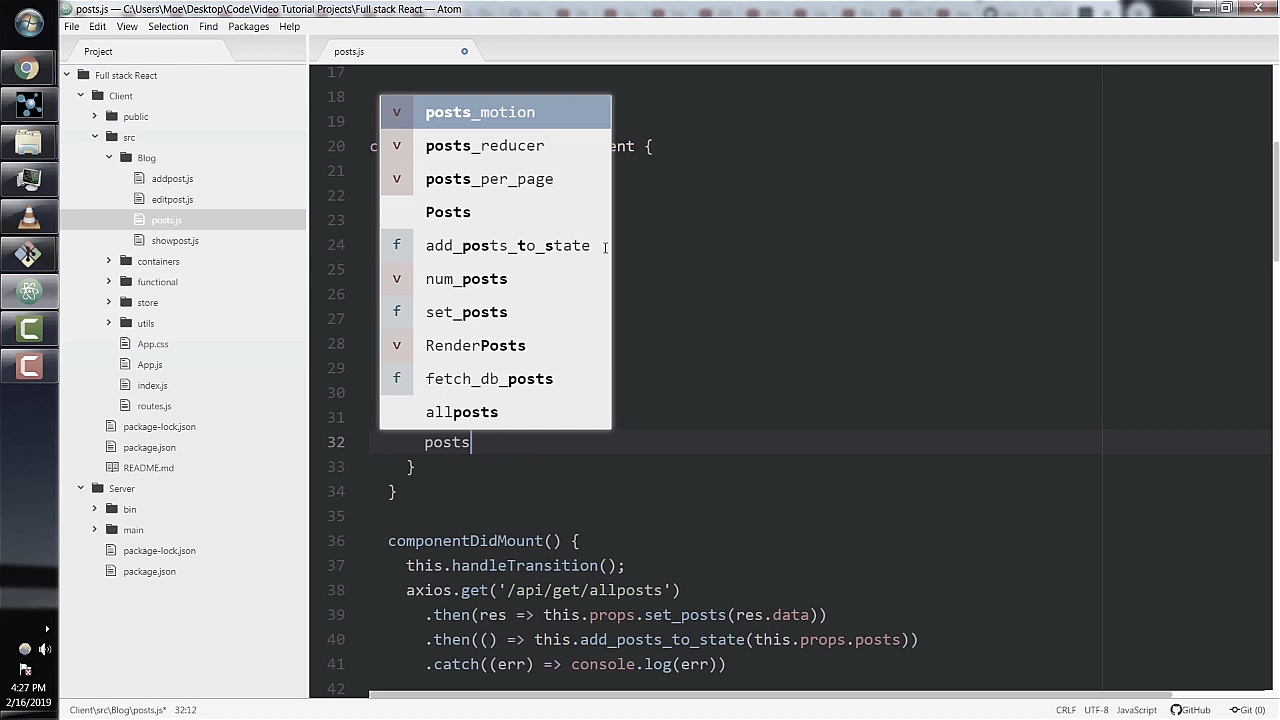 posts.js — C:\Users\Moe\Desktop\Code\Video Tutorial Projects\Full stack React — Atom
File Edit View Selection Find Packages Help
Project
posts.js
Full stack React
Client
public
src
Blog
addpost.js
editpost.js
posts.js
showpost.js
containers
functional
store
utils
App.css
App.js
index.js
routes.js
package-lock.json
package.json
README.md
Server
bin
main
package-lock.json
package.json
17
18
19
20 c ent {
21
22
23
24
25
26
27
28
29
30
31
v posts_motion
v posts_reducer
v posts_per_page
Posts
f add_posts_to_state
v num_posts
f set_posts
v RenderPosts
f fetch_db_posts
allposts
32 posts
33 }
34 }
35
36 componentDidMount() {
37 this.handleTransition();
38 axios.get('/api/get/allposts')
39 .then(res => this.props.set_posts(res.data))
40 .then(() => this.add_posts_to_state(this.props.posts))
41 .catch((err) => console.log(err))
42
4:27 PM
2/16/2019
Client\src\Blog\posts.js* 32:12
CRLF UTF-8 JavaScript GitHub Git (0)